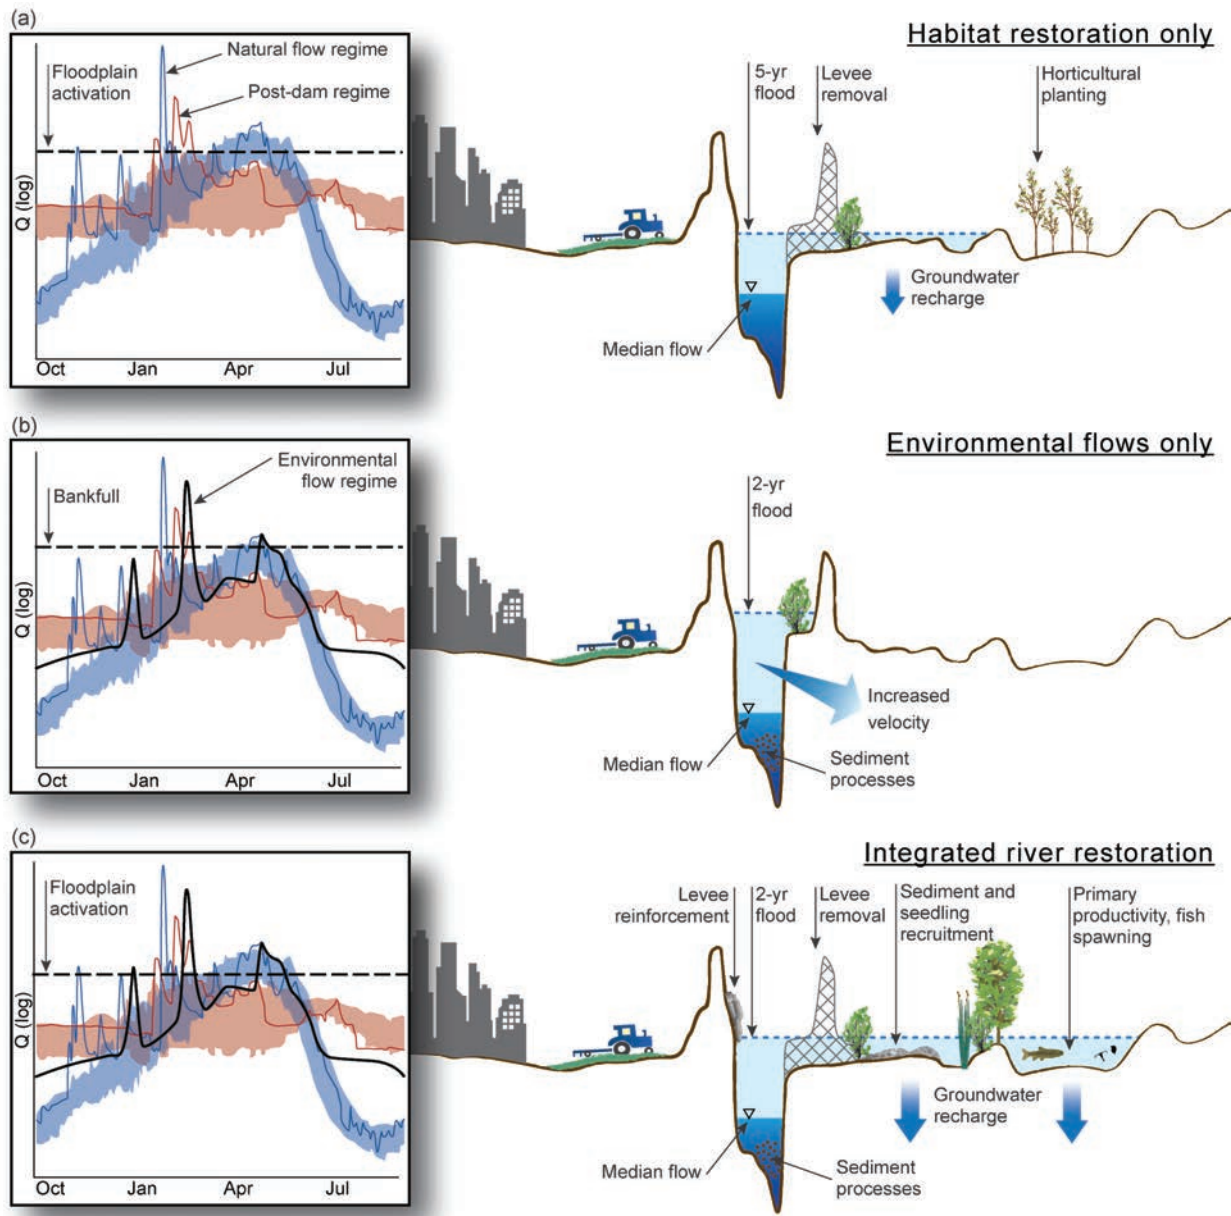 (a)
Habitat restoration only
Natural flow regime
Floodplain
activation
Post-dam regime
Q (log)
Oct
Jan
Apr
Jul
5-yr
flood
Levee
removal
Horticultural
planting
Groundwater
recharge
Median flow
(b)
Environmental flows only
Environmental
flow regime
Bankfull
Q (log)
Oct
Jan
Apr
Jul
2-yr
flood
Increased
velocity
Median flow
Sediment
processes
(c)
Integrated river restoration
Floodplain
activation
Q (log)
Oct
Jan
Apr
Jul
Levee
reinforcement
2-yr
flood
Levee
removal
Sediment and
seedling
recruitment
Primary
productivity, fish
spawning
Groundwater
recharge
Median flow
Sediment
processes